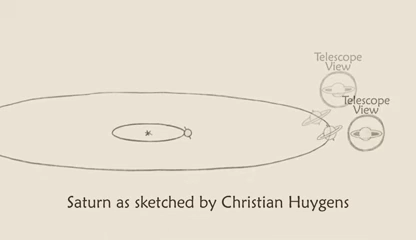 Telescope
View
Telescope
View
Saturn as sketched by Christian Huygens